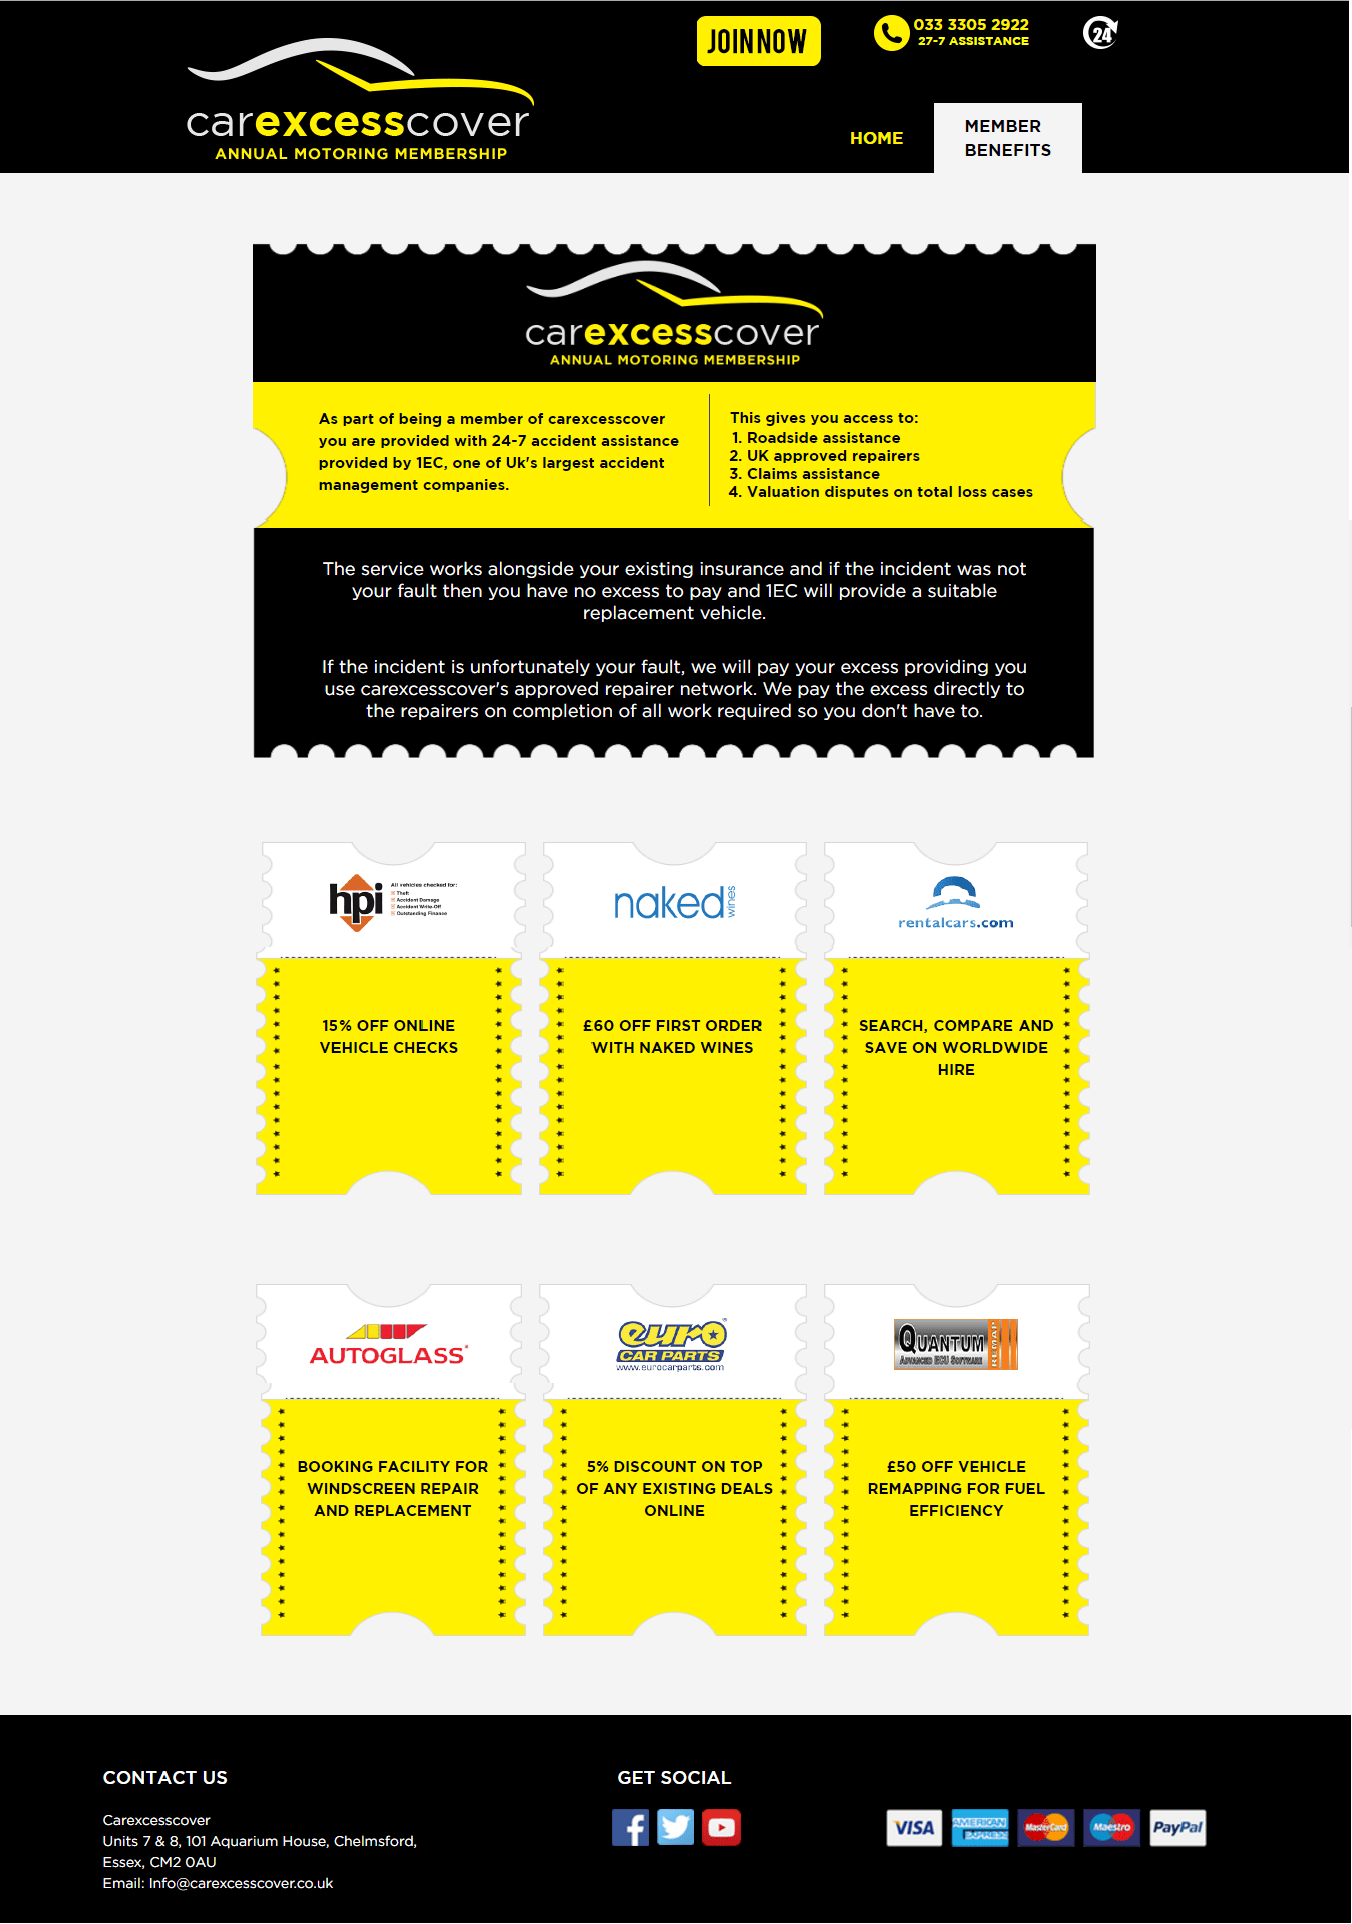 JOIN NOW
033 3305 2922
27-7 ASSISTANCE
24
carexcesscover
ANNUAL MOTORING MEMBERSHIP
HOME
MEMBER
BENEFITS
carexcesscover
ANNUAL MOTORING MEMBERSHIP
As part of being a member of carexcesscover
you are provided with 24-7 accident assistance
provided by 1EC, one of Uk's largest accident
management companies.
This gives you access to:
1. Roadside assistance
2. UK approved repairers
3. Claims assistance
4. Valuation disputes on total loss cases
The service works alongside your existing insurance and if the incident was not
your fault then you have no excess to pay and 1EC will provide a suitable
replacement vehicle.
If the incident is unfortunately your fault, we will pay your excess providing you
use carexcesscover's approved repairer network. We pay the excess directly to
the repairers on completion of all work required so you don't have to.
hpi
All vehicles checked for:
Theft
Accident Damage
Accident Write-Off
Outstanding Finance
15% OFF ONLINE
VEHICLE CHECKS
naked wines
£60 OFF FIRST ORDER
WITH NAKED WINES
rentalcars.com
SEARCH, COMPARE AND
SAVE ON WORLDWIDE
HIRE
AUTOGLASS
BOOKING FACILITY FOR
WINDSCREEN REPAIR
AND REPLACEMENT
euro
CAR PARTS
www.eurocarparts.com
5% DISCOUNT ON TOP
OF ANY EXISTING DEALS
ONLINE
QUANTUM
ADVANCED ECU SOFTWARE
REMAP
£50 OFF VEHICLE
REMAPPING FOR FUEL
EFFICIENCY
CONTACT US
Carexcesscover
Units 7 & 8, 101 Aquarium House, Chelmsford,
Essex, CM2 0AU
Email: Info@carexcesscover.co.uk
GET SOCIAL
VISA
AMERICAN EXPRESS
MasterCard
Maestro
PayPal